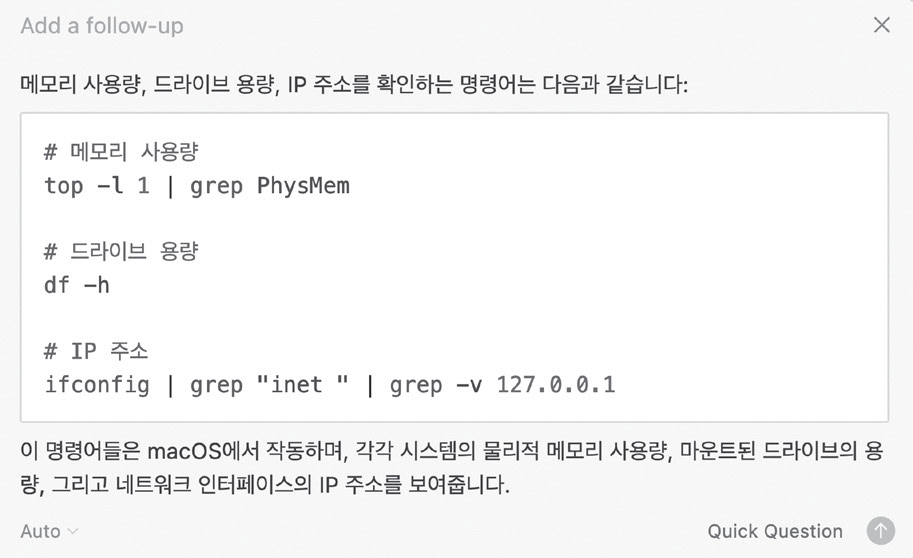 Add a follow-up
메모리 사용량, 드라이브 용량, IP 주소를 확인하는 명령어는 다음과 같습니다:
# 메모리 사용량
top -l 1 | grep PhysMem
# 드라이브 용량
df -h
# IP 주소
ifconfig | grep "inet " | grep -v 127.0.0.1
이 명령어들은 macOS에서 작동하며, 각각 시스템의 물리적 메모리 사용량, 마운트된 드라이브의 용
량, 그리고 네트워크 인터페이스의 IP 주소를 보여줍니다.
Auto
Quick Question